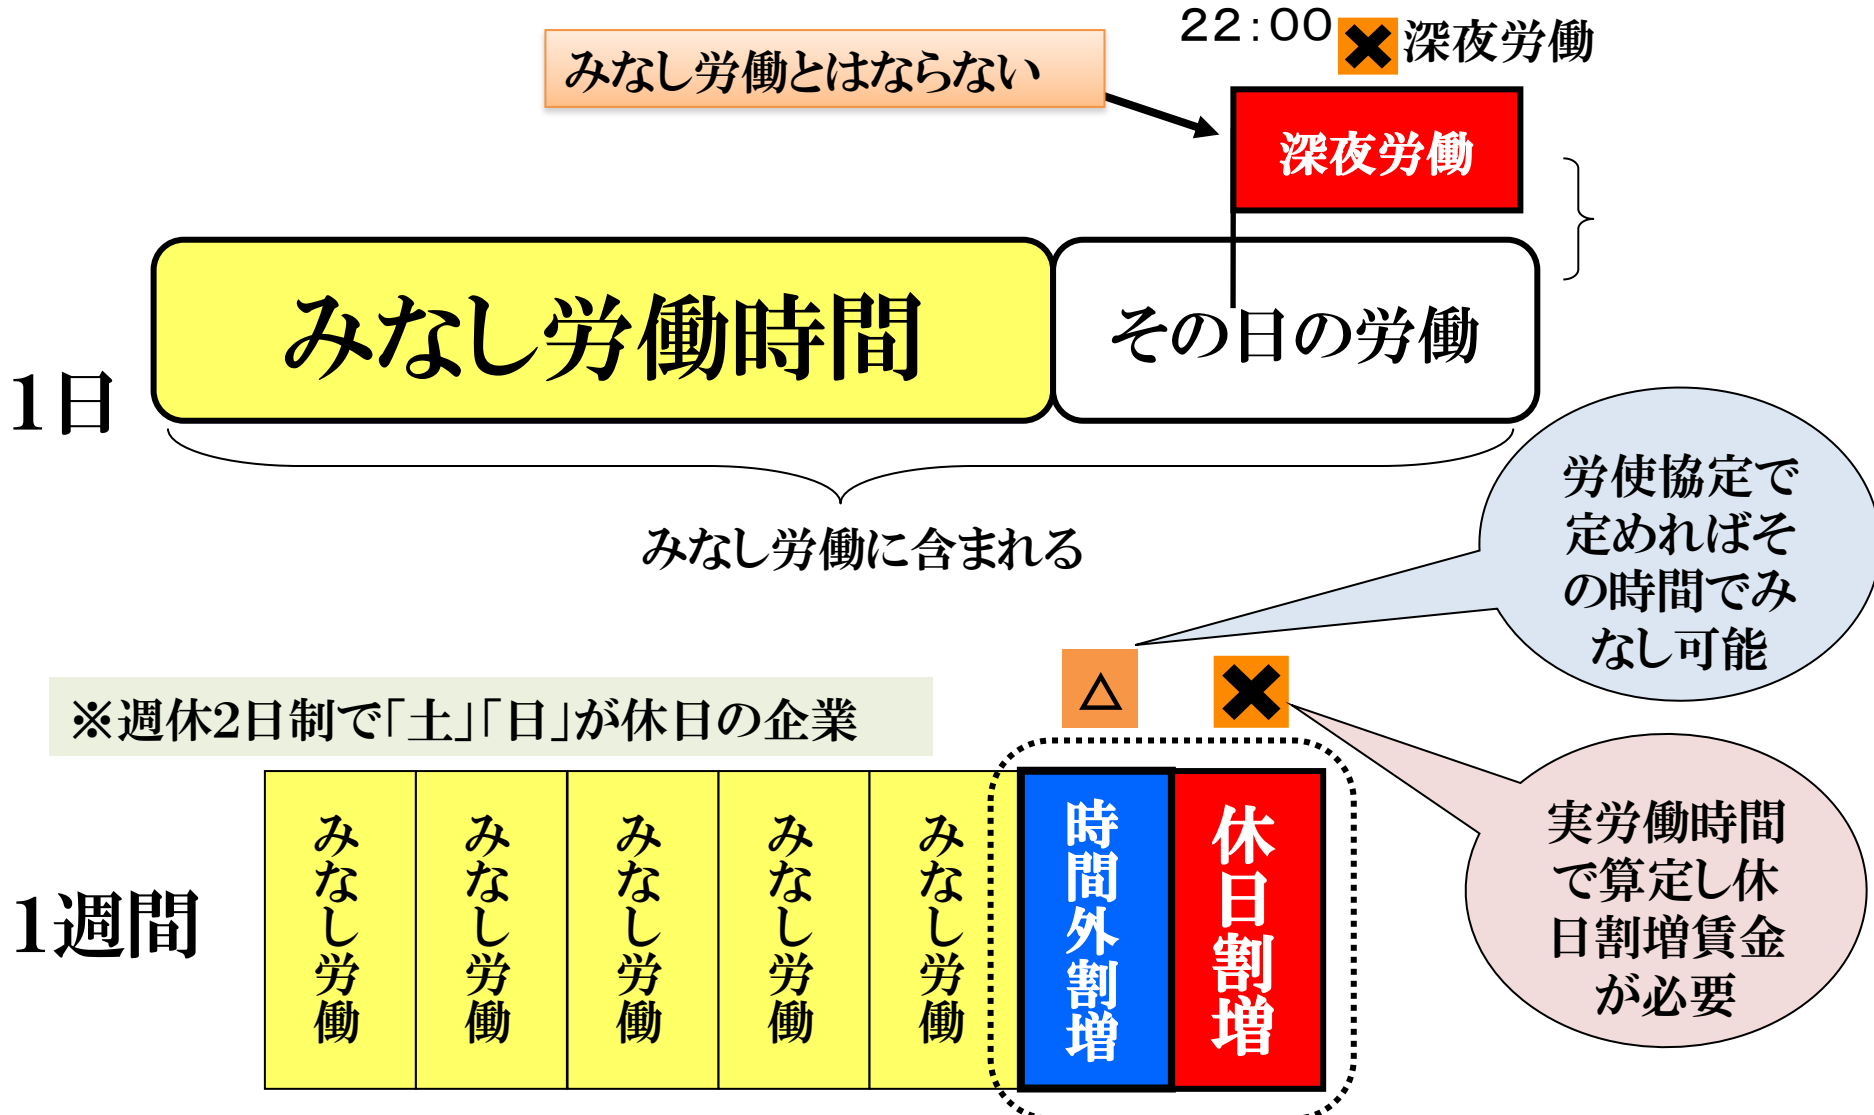 22:00
深夜労働
みなし労働とはならない
深夜労働
みなし労働時間
その日の労働
1日
みなし労働に含まれる
労使協定で
定めればそ
の時間でみ
なし可能
△
※週休2日制で「土」「日」が休日の企業
みなし労働
みなし労働
みなし労働
みなし労働
みなし労働
時間外割増
休日割増
1週間
実労働時間
で算定し休
日割増賃金
が必要